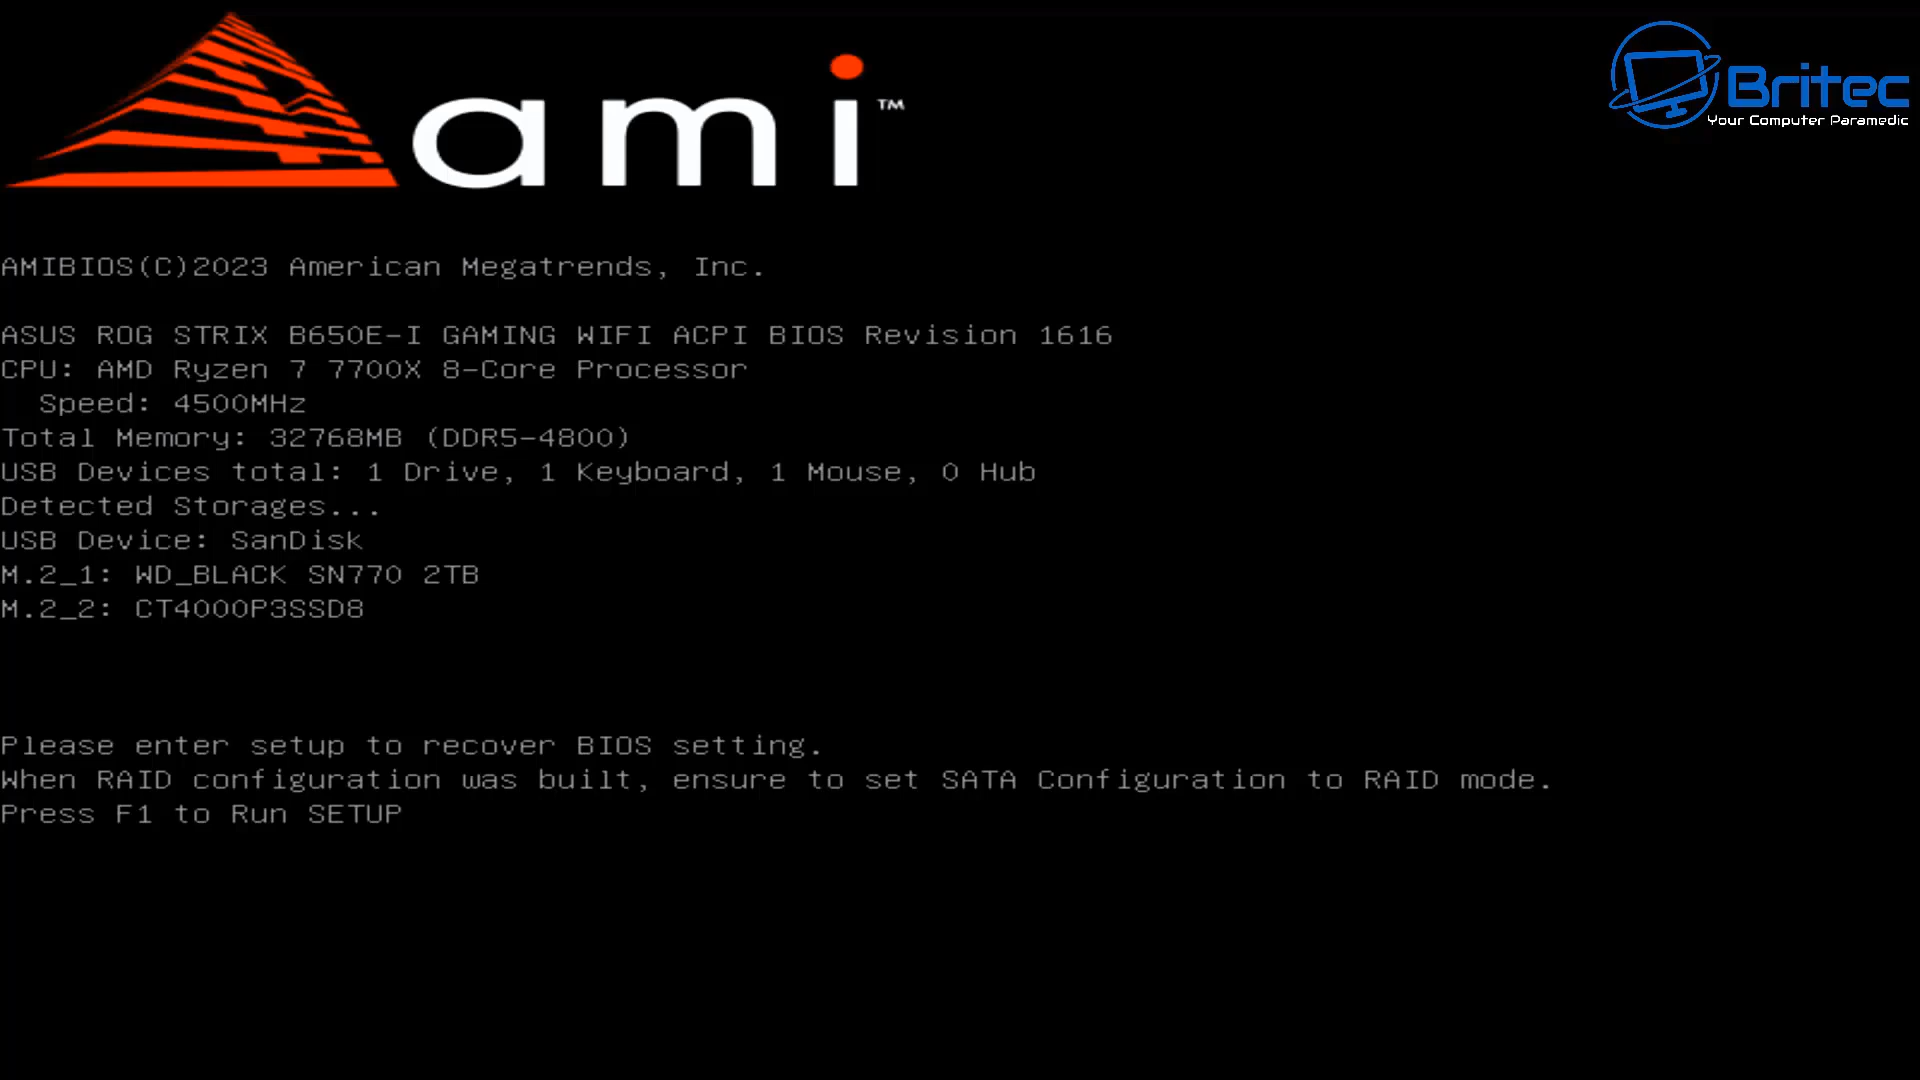 ami™
Britec
Your Computer Paramedic
AMIBIOS(C)2023 American Megatrends, Inc.
ASUS ROG STRIX B650E-I GAMING WIFI ACPI BIOS Revision 1616
CPU: AMD Ryzen 7 7700X 8-Core Processor
Speed: 4500MHz
Total Memory: 32768MB (DDR5-4800)
USB Devices total: 1 Drive, 1 Keyboard, 1 Mouse, 0 Hub
Detected Storages...
USB Device: SanDisk
M.2_1: WD_BLACK SN770 2TB
M.2_2: CT4000P3SSD8
Please enter setup to recover BIOS setting.
When RAID configuration was built, ensure to set SATA Configuration to RAID mode.
Press F1 to Run SETUP